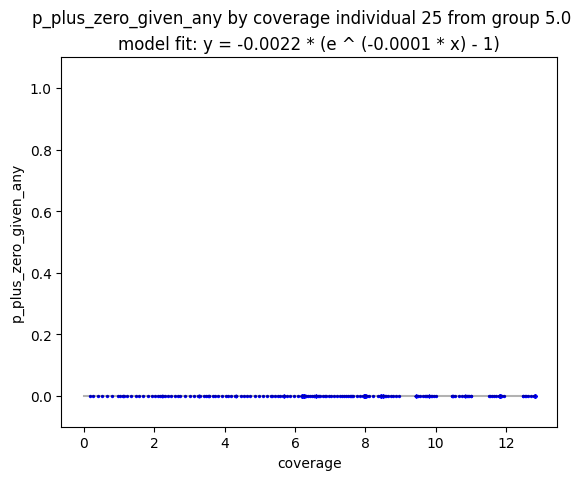 p_plus_zero_given_any by coverage individual 25 from group 5.0
model fit: y = -0.0022 * (e ^ (-0.0001 * x) - 1)
1.0
0.8
0.6
0.4
0.2
0.0
p_plus_zero_given_any
0 2 4 6 8 10 12
coverage